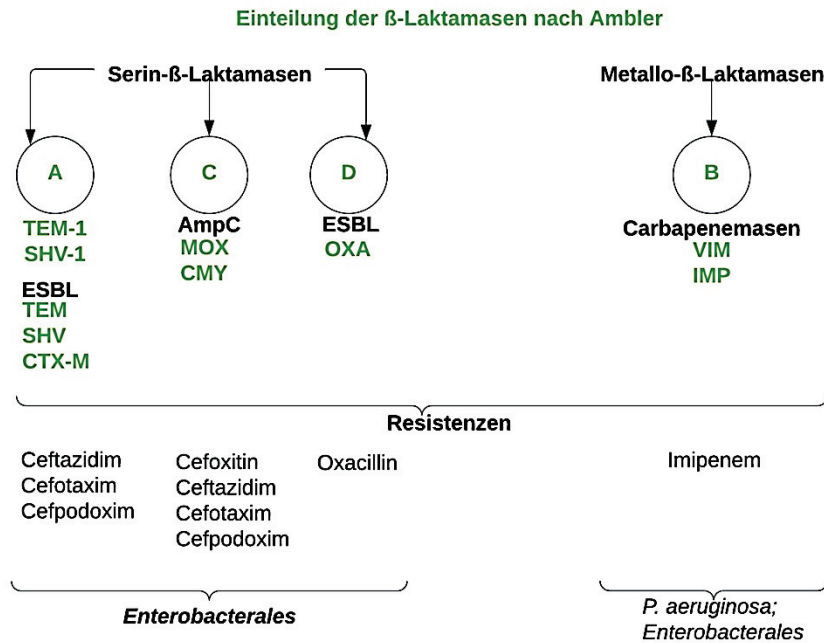 Einteilung der ß-Laktamasen nach Ambler
Serin-ß-Laktamasen
Metallo-ß-Laktamasen
A
C
D
B
TEM-1
SHV-1
ESBL
TEM
SHV
CTX-M
AmpC
MOX
CMY
ESBL
OXA
Carbapenemasen
VIM
IMP
Resistenzen
Ceftazidim
Cefotaxim
Cefpodoxim
Cefoxitin
Ceftazidim
Cefotaxim
Cefpodoxim
Oxacillin
Imipenem
Enterobacterales
P. aeruginosa;
Enterobacterales